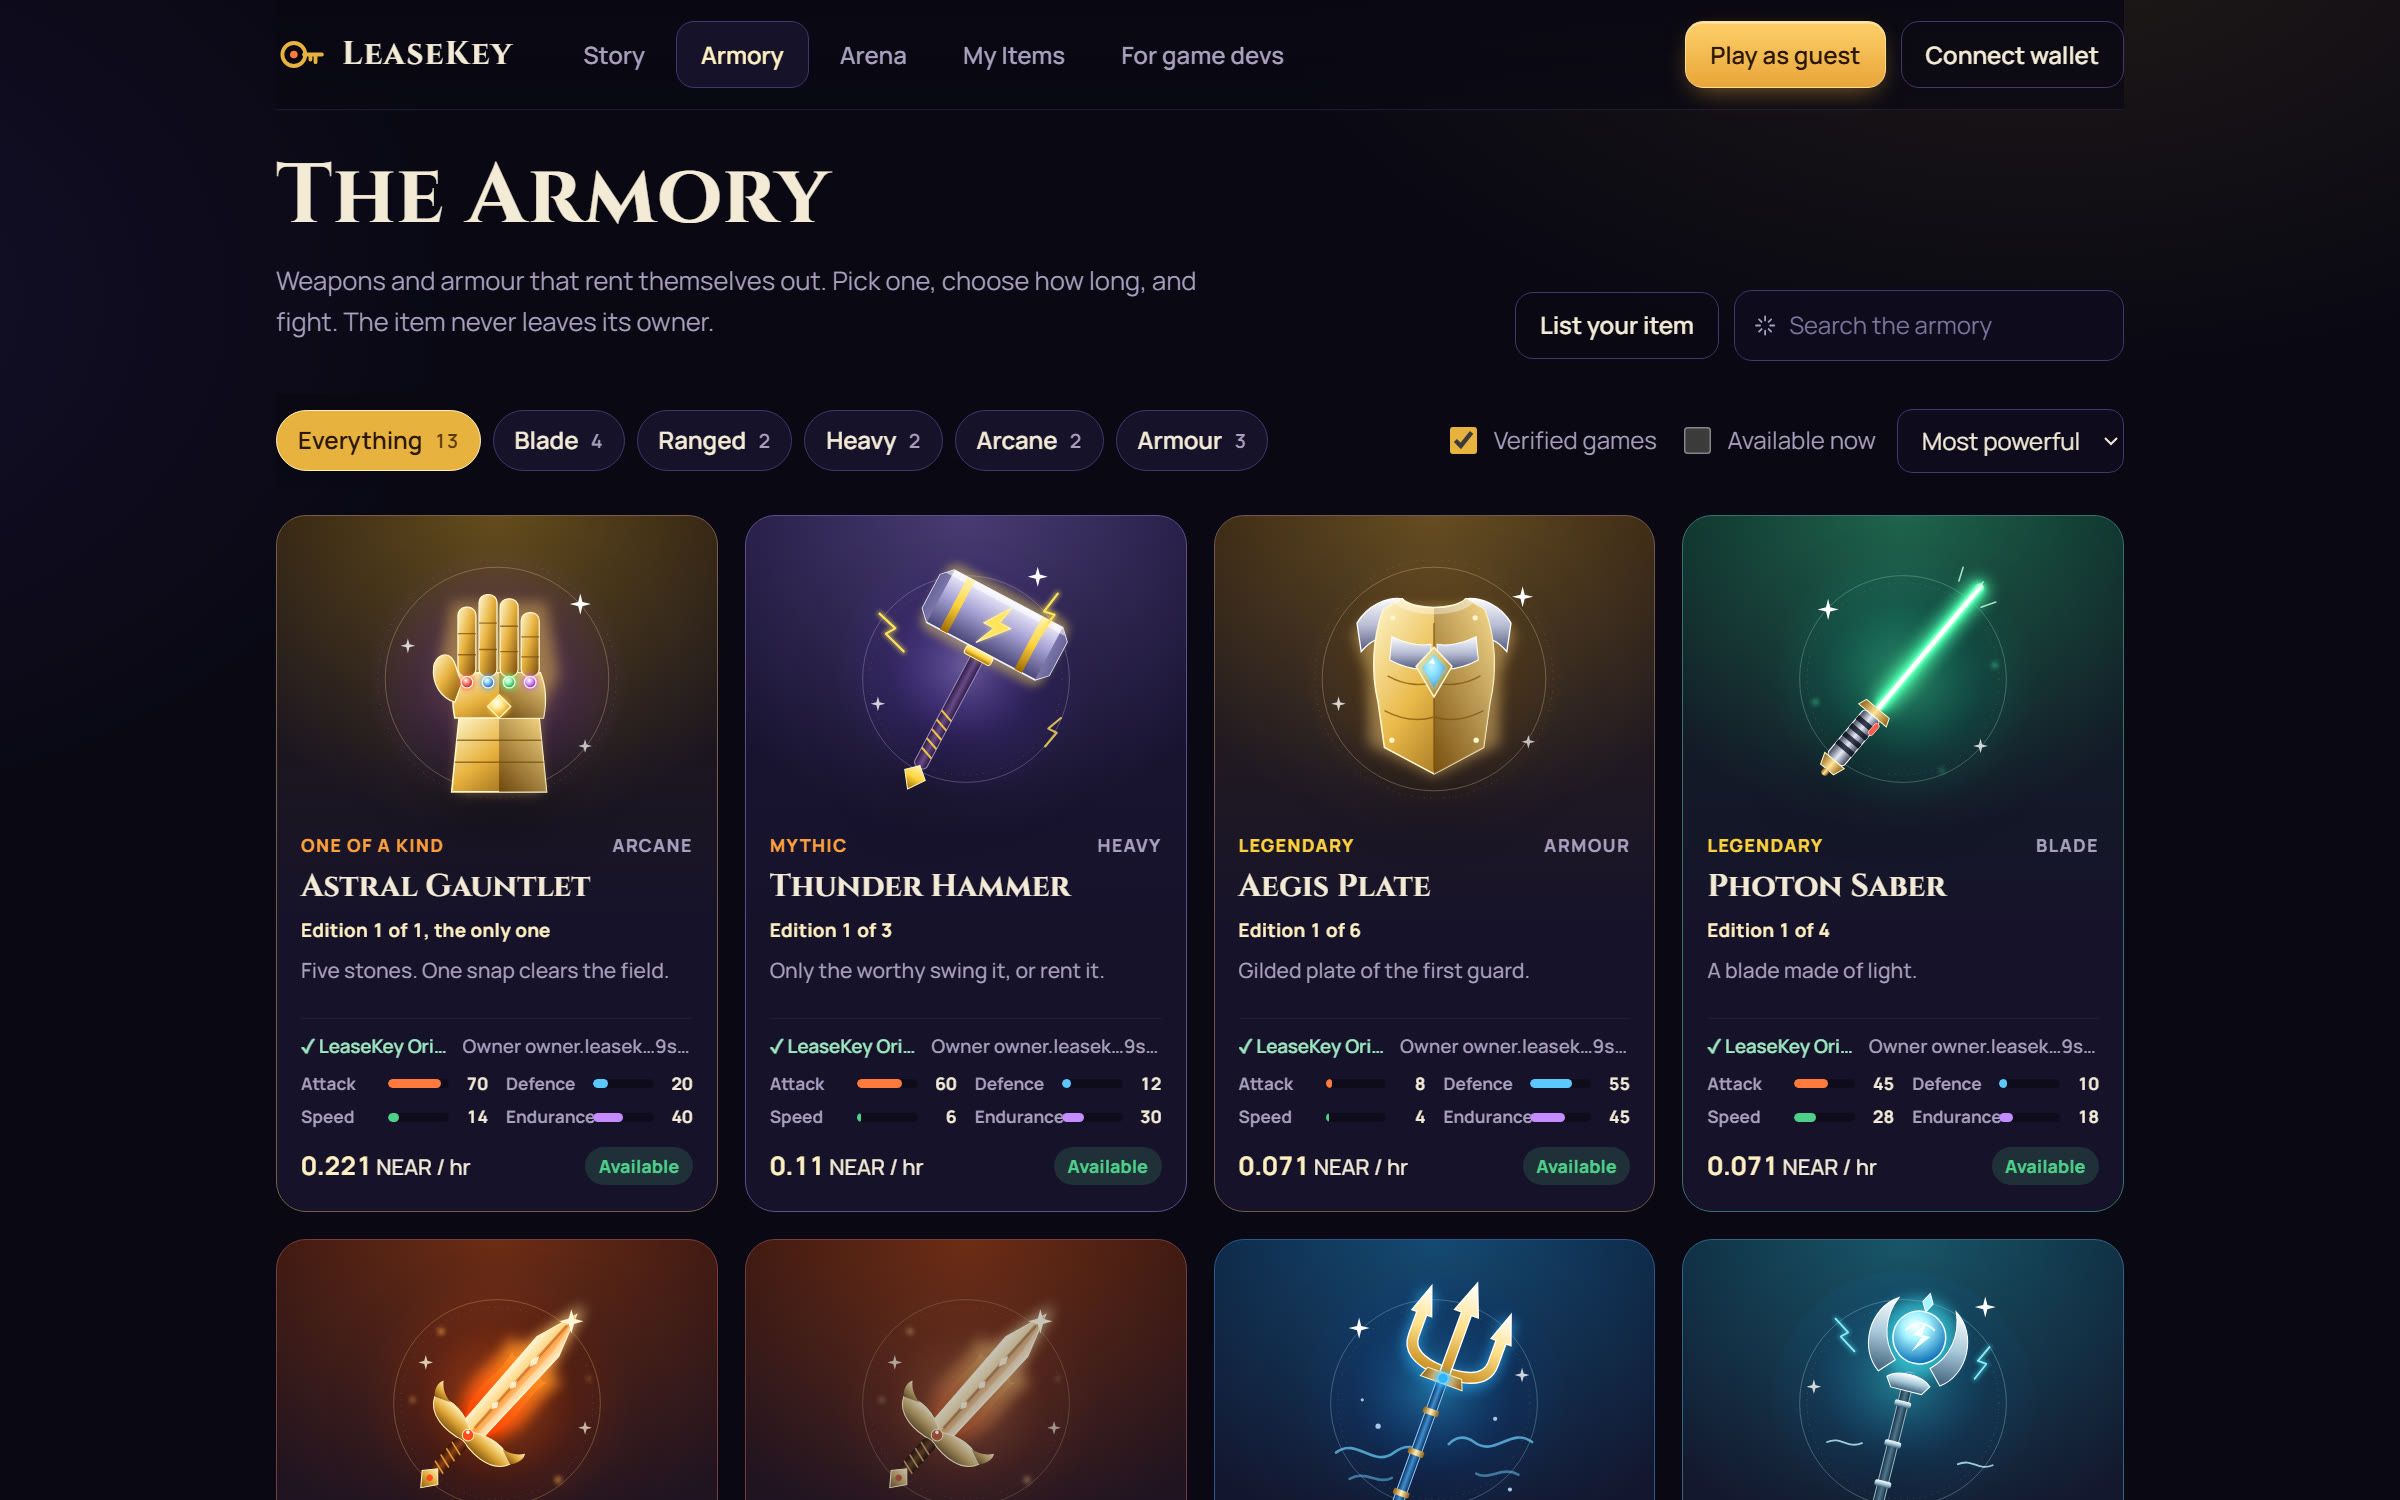 LeaseKey
Story
Armory
Arena
My Items
For game devs
Play as guest
Connect wallet
The Armory
Weapons and armour that rent themselves out. Pick one, choose how long, and
fight. The item never leaves its owner.
List your item
Search the armory
Everything 13
Blade 4
Ranged 2
Heavy 2
Arcane 2
Armour 3
Verified games
Available now
Most powerful
ONE OF A KIND
ARCANE
Astral Gauntlet
Edition 1 of 1, the only one
Five stones. One snap clears the field.
✓ LeaseKey Ori...
Owner owner.leasek...9s...
Attack 70
Defence 20
Speed 14
Endurance 40
0.221 NEAR / hr
Available
MYTHIC
HEAVY
Thunder Hammer
Edition 1 of 3
Only the worthy swing it, or rent it.
✓ LeaseKey Ori...
Owner owner.leasek...9s...
Attack 60
Defence 12
Speed 6
Endurance 30
0.11 NEAR / hr
Available
LEGENDARY
ARMOUR
Aegis Plate
Edition 1 of 6
Gilded plate of the first guard.
✓ LeaseKey Ori...
Owner owner.leasek...9s...
Attack 8
Defence 55
Speed 4
Endurance 45
0.071 NEAR / hr
Available
LEGENDARY
BLADE
Photon Saber
Edition 1 of 4
A blade made of light.
✓ LeaseKey Ori...
Owner owner.leasek...9s...
Attack 45
Defence 10
Speed 28
Endurance 18
0.071 NEAR / hr
Available